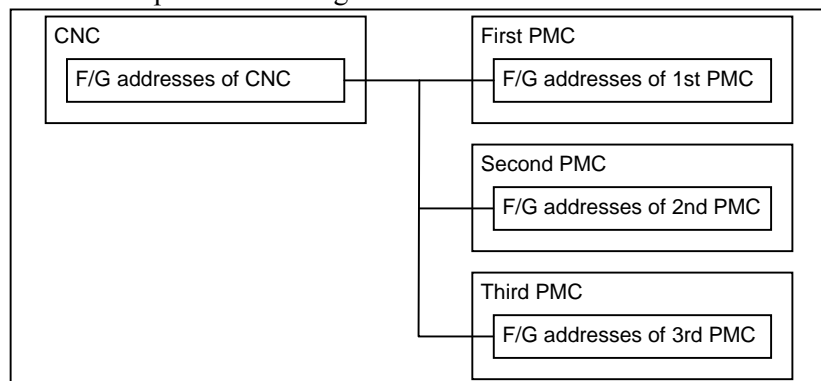 CNC
F/G addresses of CNC
First PMC
F/G addresses of 1st PMC
Second PMC
F/G addresses of 2nd PMC
Third PMC
F/G addresses of 3rd PMC